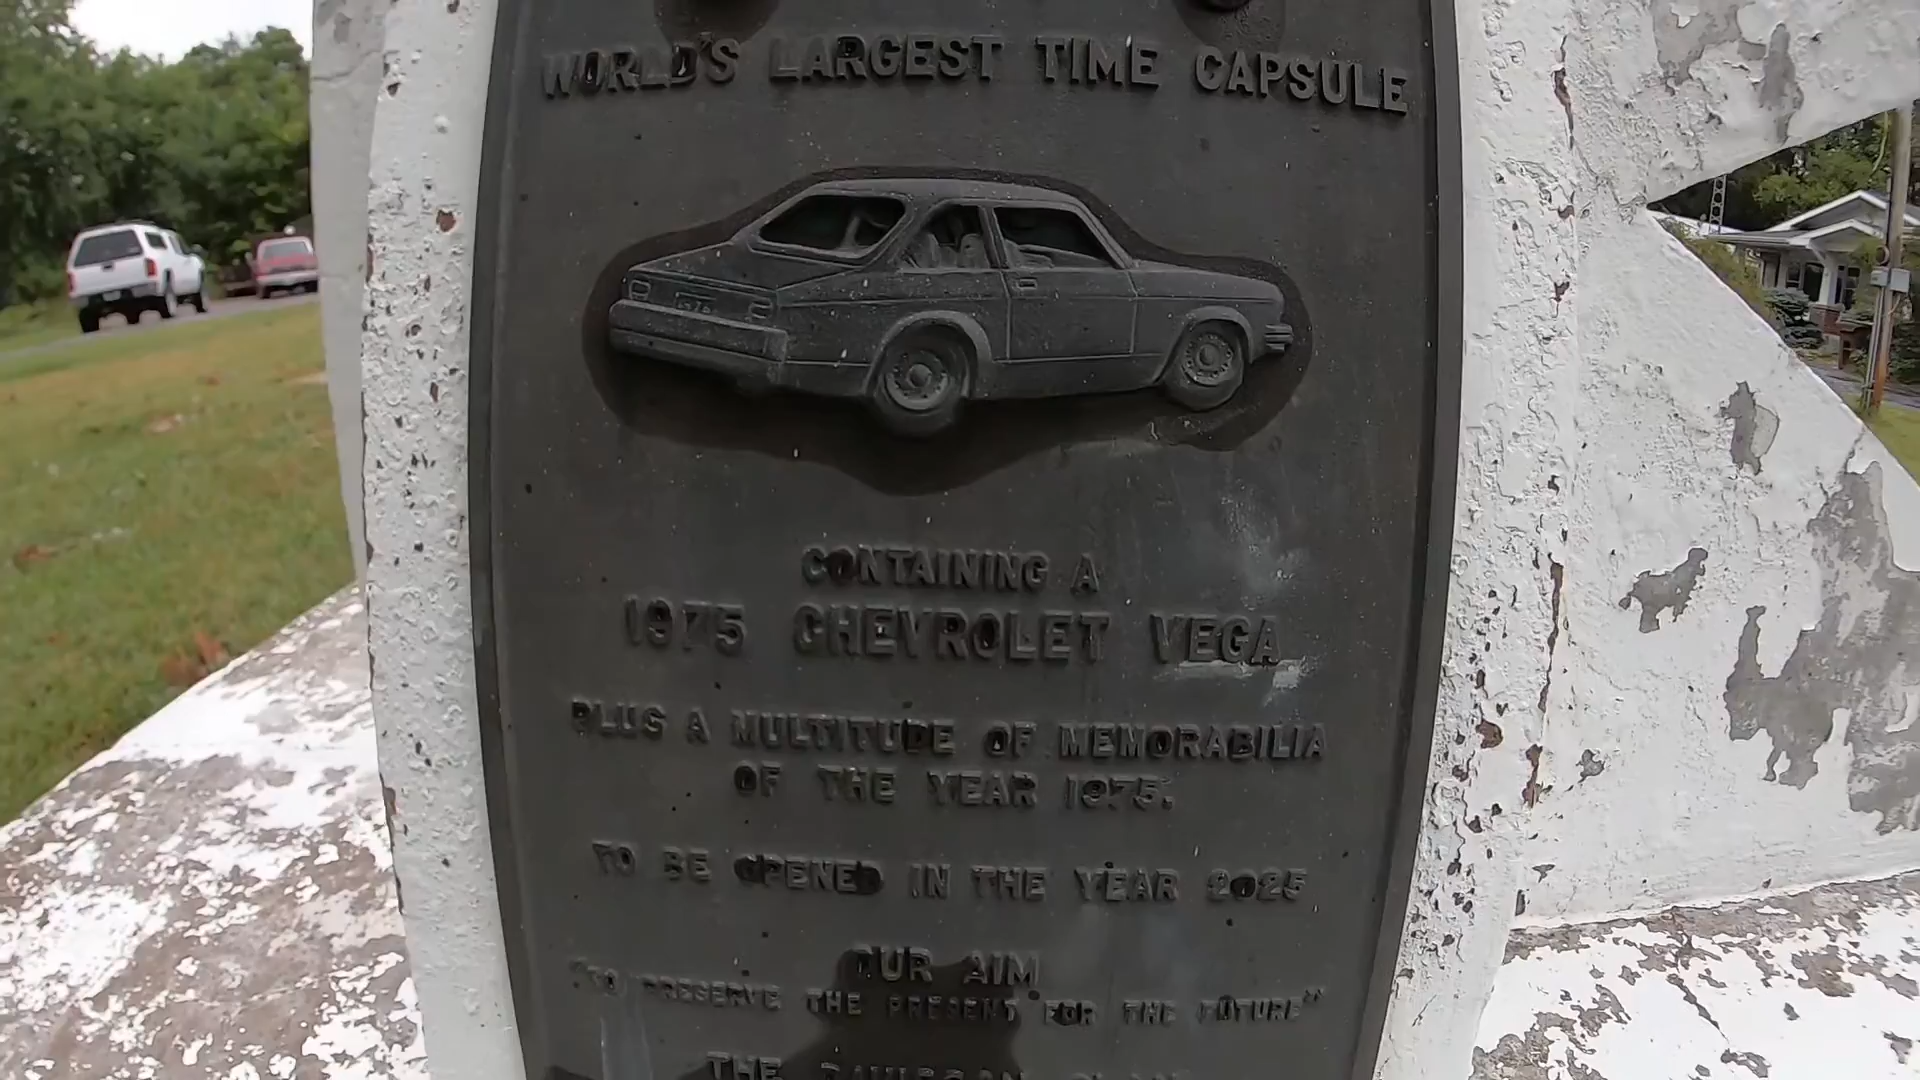 WORLD'S LARGEST TIME CAPSULE
CONTAINING A
1975 CHEVROLET VEGA
PLUS A MULTITUDE OF MEMORABILIA
OF THE YEAR 1975.
TO BE OPENED IN THE YEAR 2025
OUR AIM
"TO PRESERVE THE PRESENT FOR THE FUTURE"
THE